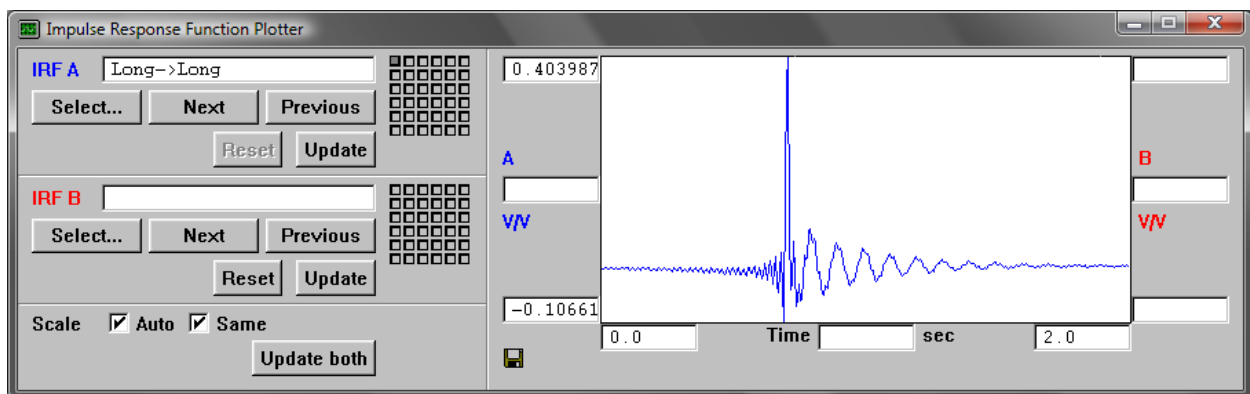 Impulse Response Function Plotter
IRF A Long->Long
Select... Next Previous
Reset Update
IRF B
Select... Next Previous
Reset Update
Scale Auto Same
Update both
0.403987
A
V/V
-0.10661
0.0 Time sec 2.0
B
V/V